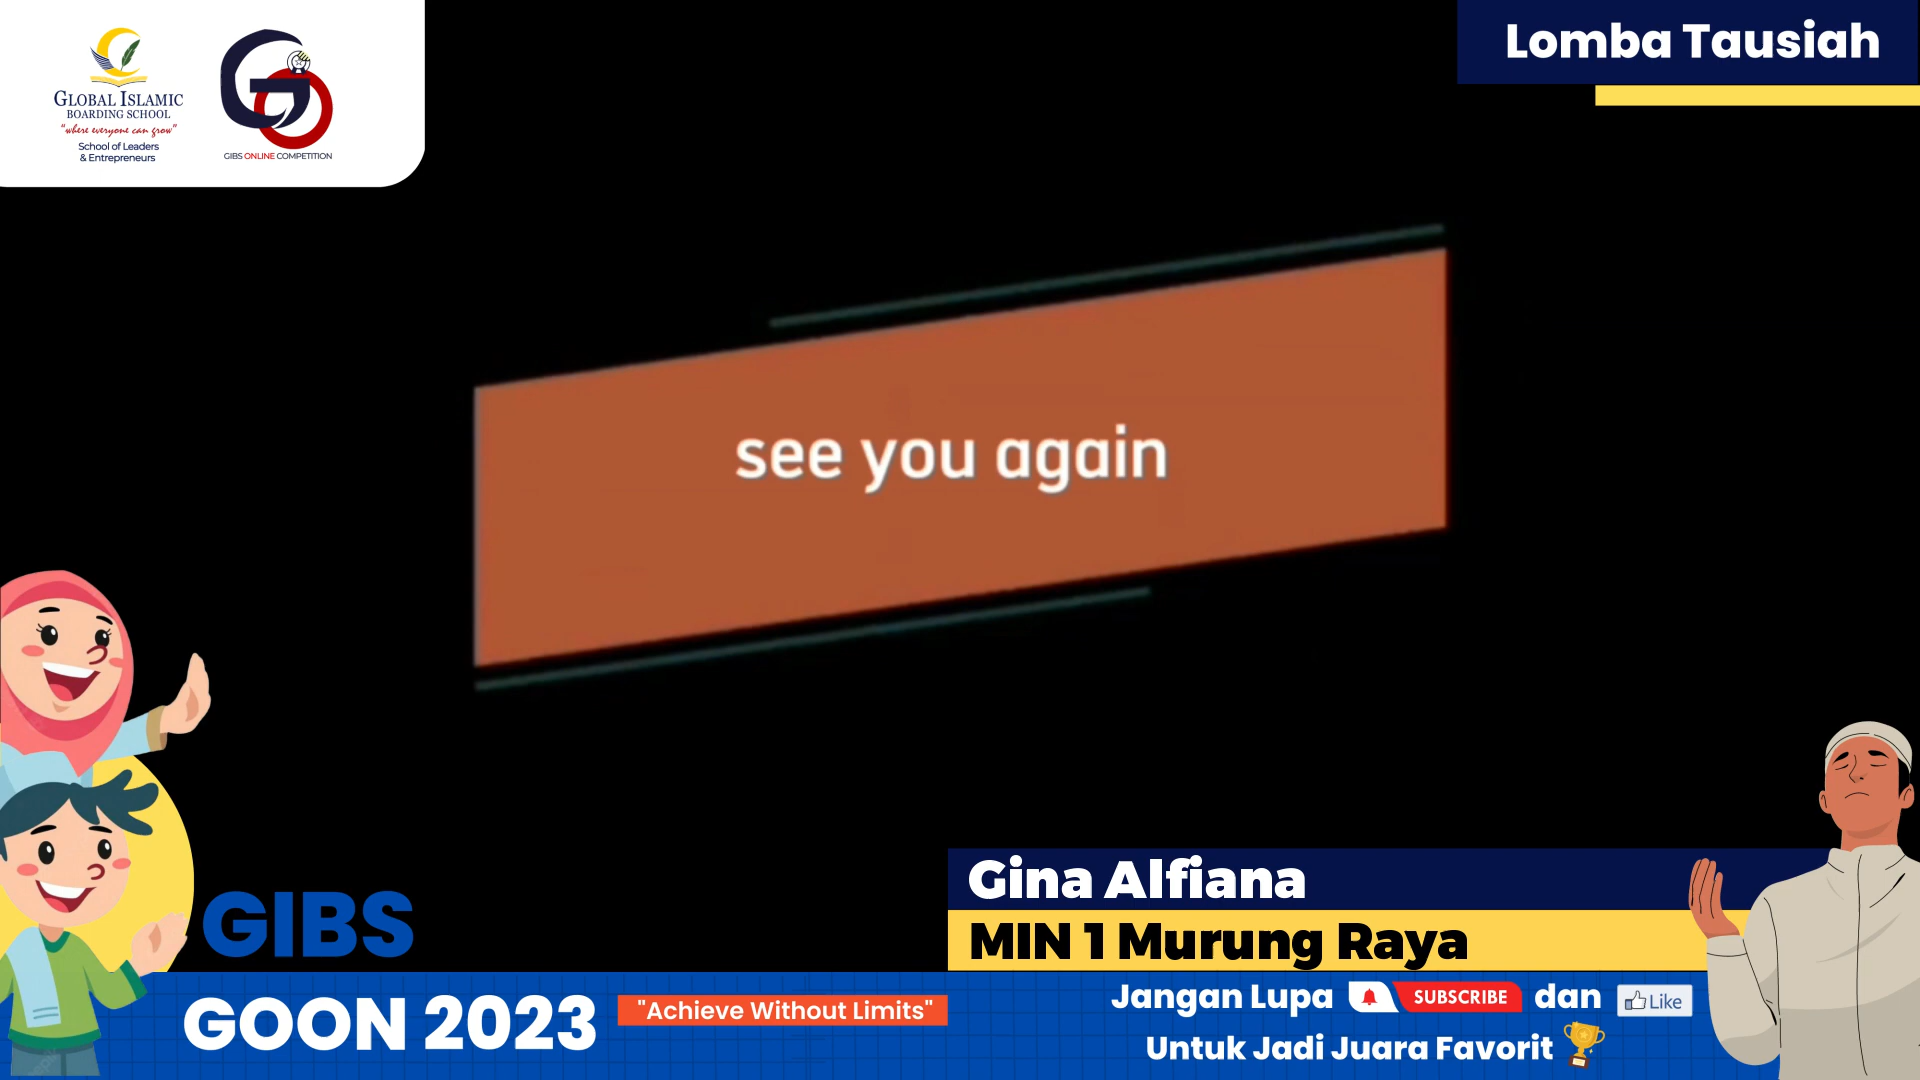 GLOBAL ISLAMIC
BOARDING SCHOOL
"where everyone can grow"
School of Leaders
& Entrepreneurs
GIBS ONLINE COMPETITION
Lomba Tausiah
see you again
Gina Alfiana
MIN 1 Murung Raya
GIBS
GOON 2023
"Achieve Without Limits"
Jangan Lupa SUBSCRIBE dan Like
Untuk Jadi Juara Favorit